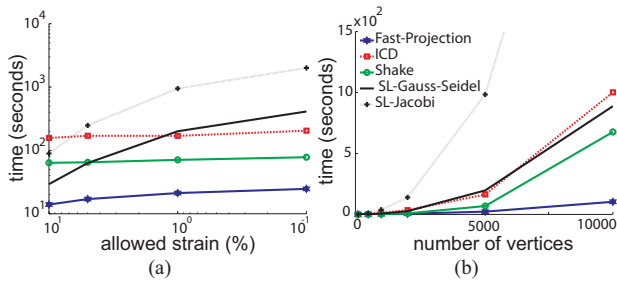 10^4
10^3
10^2
10^1
time (seconds)
10^1
10^0
10^-1
allowed strain (%)
(a)
15×10^2
10
5
0
time (seconds)
Fast-Projection
ICD
Shake
SL-Gauss-Seidel
SL-Jacobi
0
5000
10000
number of vertices
(b)